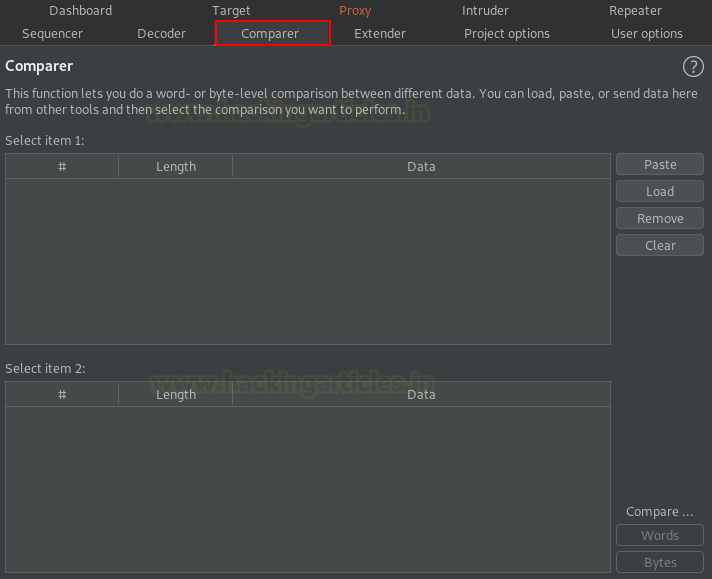 Dashboard Target Proxy Intruder Repeater
Sequencer Decoder Comparer Extender Project options User options
Comparer ?
This function lets you do a word- or byte-level comparison between different data. You can load, paste, or send data here
from other tools and then select the comparison you want to perform.
www.hackingarticles.in
Select item 1:
# Length Data
Paste
Load
Remove
Clear
Select item 2:
www.hackingarticles.in
# Length Data
Compare ...
Words
Bytes